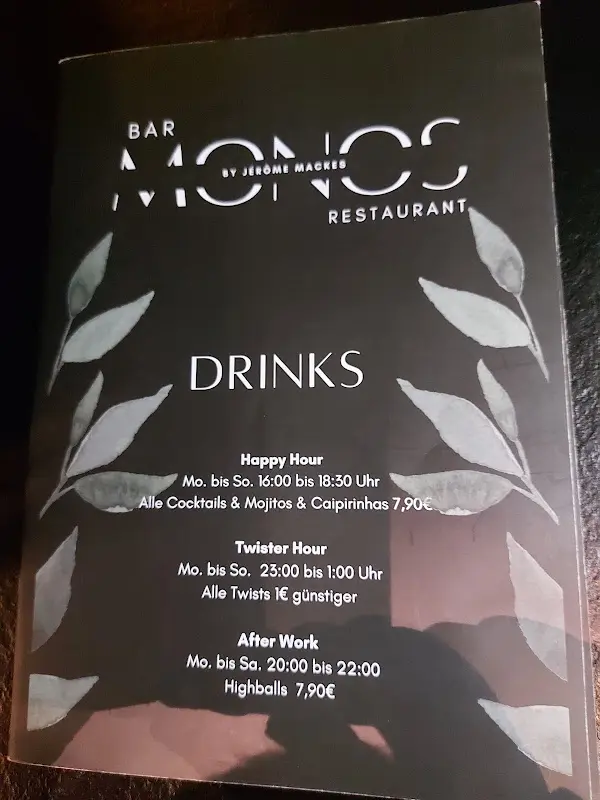 BAR
MONOS
BY JÉRÔME MACKES
RESTAURANT
DRINKS
Happy Hour
Mo. bis So. 16:00 bis 18:30 Uhr
Alle Cocktails & Mojitos & Caipirinhas 7,90€
Twister Hour
Mo. bis So. 23:00 bis 1:00 Uhr
Alle Twists 1€ günstiger
After Work
Mo. bis Sa. 20:00 bis 22:00
Highballs 7,90€